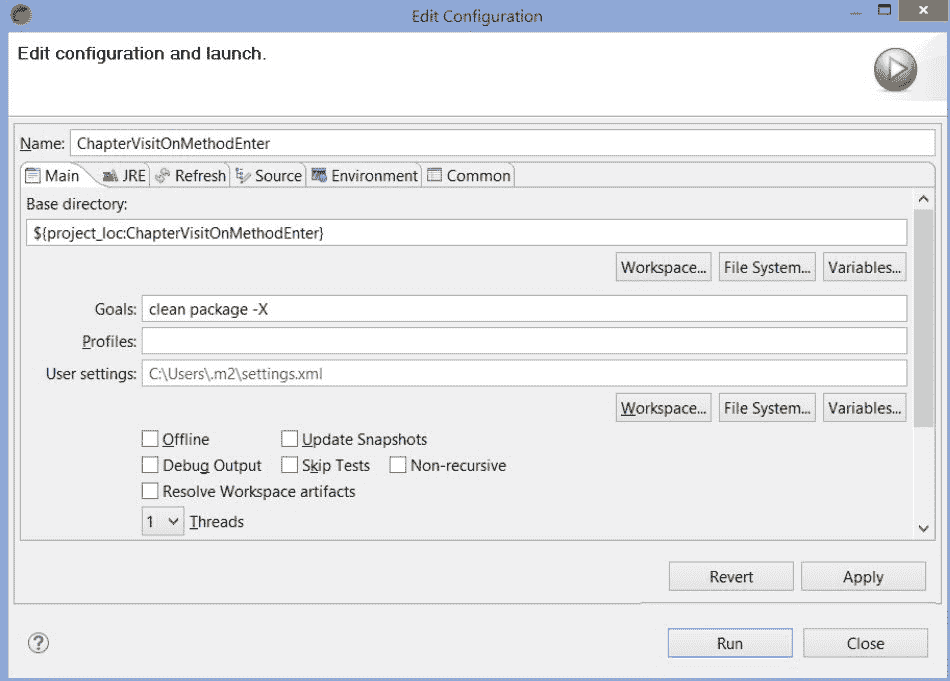 Edit Configuration
Edit configuration and launch.
Name: ChapterVisitOnMethodEnter
Main JRE Refresh Source Environment Common
Base directory:
${project_loc:ChapterVisitOnMethodEnter}
Workspace... File System... Variables...
Goals: clean package -X
Profiles:
User settings: C:\Users\.m2\settings.xml
Workspace... File System... Variables...
Offline Update Snapshots
Debug Output Skip Tests Non-recursive
Resolve Workspace artifacts
1 Threads
Revert Apply
Run Close